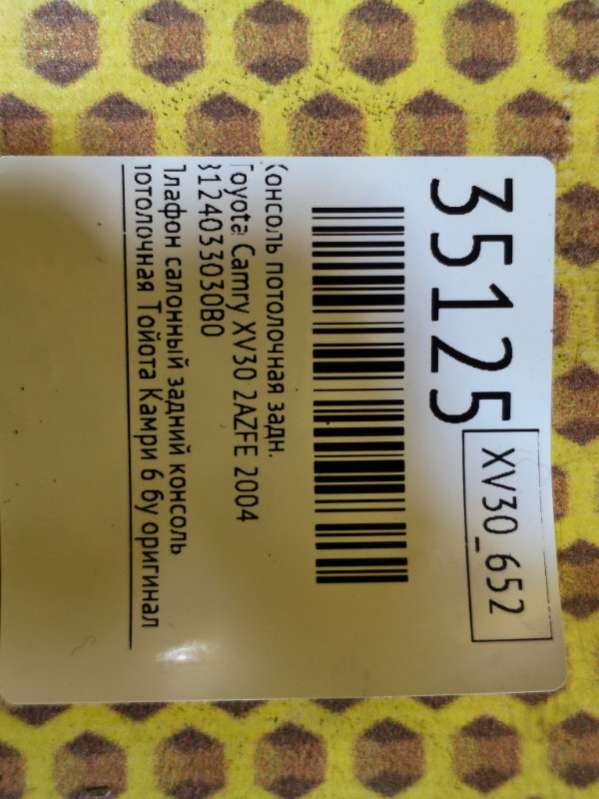 35125
XV30_652
Консоль потолочная задн.
Toyota Camry XV30 2AZFE 2004
8124033030B0
Плафон салонный задний консоль
потолочная Тойота Камри 6 бу оригинал